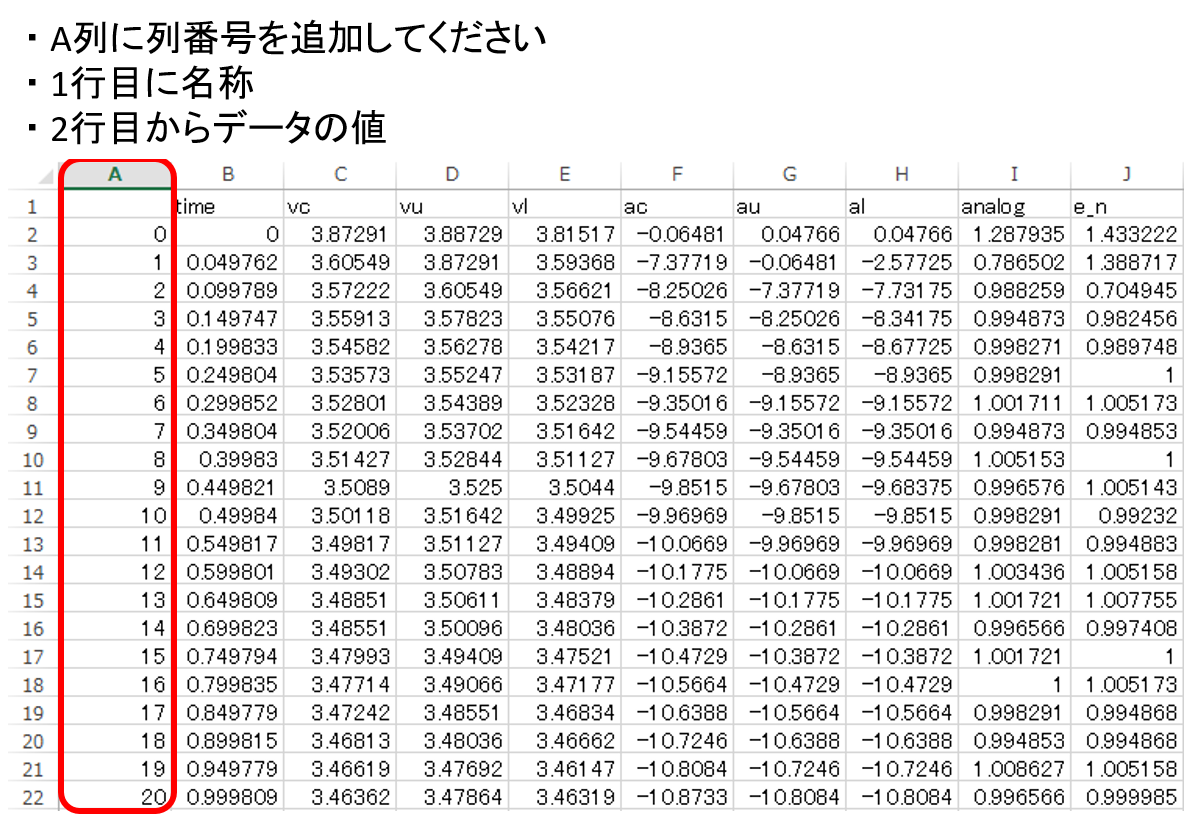 ・A列に列番号を追加してください
・1行目に名称
・2行目からデータの値
A B C D E F G H I J
1 time vc vu vl ac au al analog e_n
2 0 0 3.87291 3.88729 3.81517 −0.06481 0.04766 0.04766 1.287935 1.433222
3 1 0.049762 3.60549 3.87291 3.59368 −7.37719 −0.06481 −2.57725 0.786502 1.388717
4 2 0.099789 3.57222 3.60549 3.56621 −8.25026 −7.37719 −7.73175 0.988259 0.704945
5 3 0.149747 3.55913 3.57823 3.55076 −8.6315 −8.25026 −8.34175 0.994873 0.982456
6 4 0.199833 3.54582 3.56278 3.54217 −8.9365 −8.6315 −8.67725 0.998271 0.989748
7 5 0.249804 3.53573 3.55247 3.53187 −9.15572 −8.9365 −8.9365 0.998291 1
8 6 0.299852 3.52801 3.54389 3.52328 −9.35016 −9.15572 −9.15572 1.001711 1.005173
9 7 0.349804 3.52006 3.53702 3.51642 −9.54459 −9.35016 −9.35016 0.994873 0.994853
10 8 0.39983 3.51427 3.52844 3.51127 −9.67803 −9.54459 −9.54459 1.005153 1
11 9 0.449821 3.5089 3.525 3.5044 −9.8515 −9.67803 −9.68375 0.996576 1.005143
12 10 0.49984 3.50118 3.51642 3.49925 −9.96969 −9.8515 −9.8515 0.998291 0.99232
13 11 0.549817 3.49817 3.51127 3.49409 −10.0669 −9.96969 −9.96969 0.998281 0.994883
14 12 0.599801 3.49302 3.50783 3.48894 −10.1775 −10.0669 −10.0669 1.003436 1.005158
15 13 0.649809 3.48851 3.50611 3.48379 −10.2861 −10.1775 −10.1775 1.001721 1.007755
16 14 0.699823 3.48551 3.50096 3.48036 −10.3872 −10.2861 −10.2861 0.996566 0.997408
17 15 0.749794 3.47993 3.49409 3.47521 −10.4729 −10.3872 −10.3872 1.001721 1
18 16 0.799835 3.47714 3.49066 3.47177 −10.5664 −10.4729 −10.4729 1 1.005173
19 17 0.849779 3.47242 3.48551 3.46834 −10.6388 −10.5664 −10.5664 0.998291 0.994868
20 18 0.899815 3.46813 3.48036 3.46662 −10.7246 −10.6388 −10.6388 0.994853 0.994868
21 19 0.949779 3.46619 3.47692 3.46147 −10.8084 −10.7246 −10.7246 1.008627 1.005158
22 20 0.999809 3.46362 3.47864 3.46319 −10.8733 −10.8084 −10.8084 0.996566 0.999985